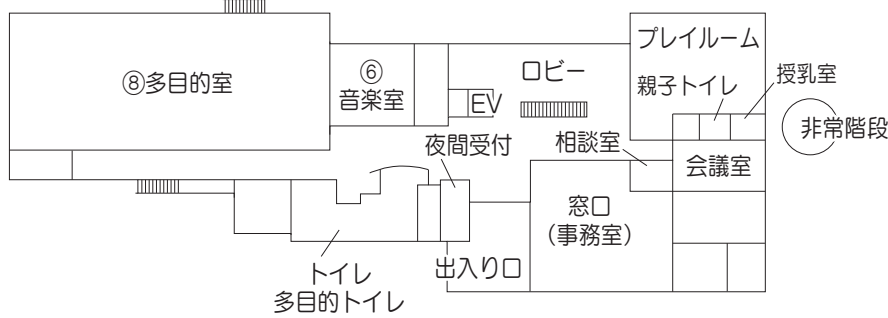 プレイルーム
⑧多目的室
⑥
音楽室
ロビー
親子トイレ
授乳室
EV
非常階段
夜間受付
相談室
会議室
窓口
（事務室）
トイレ
多目的トイレ
出入り口